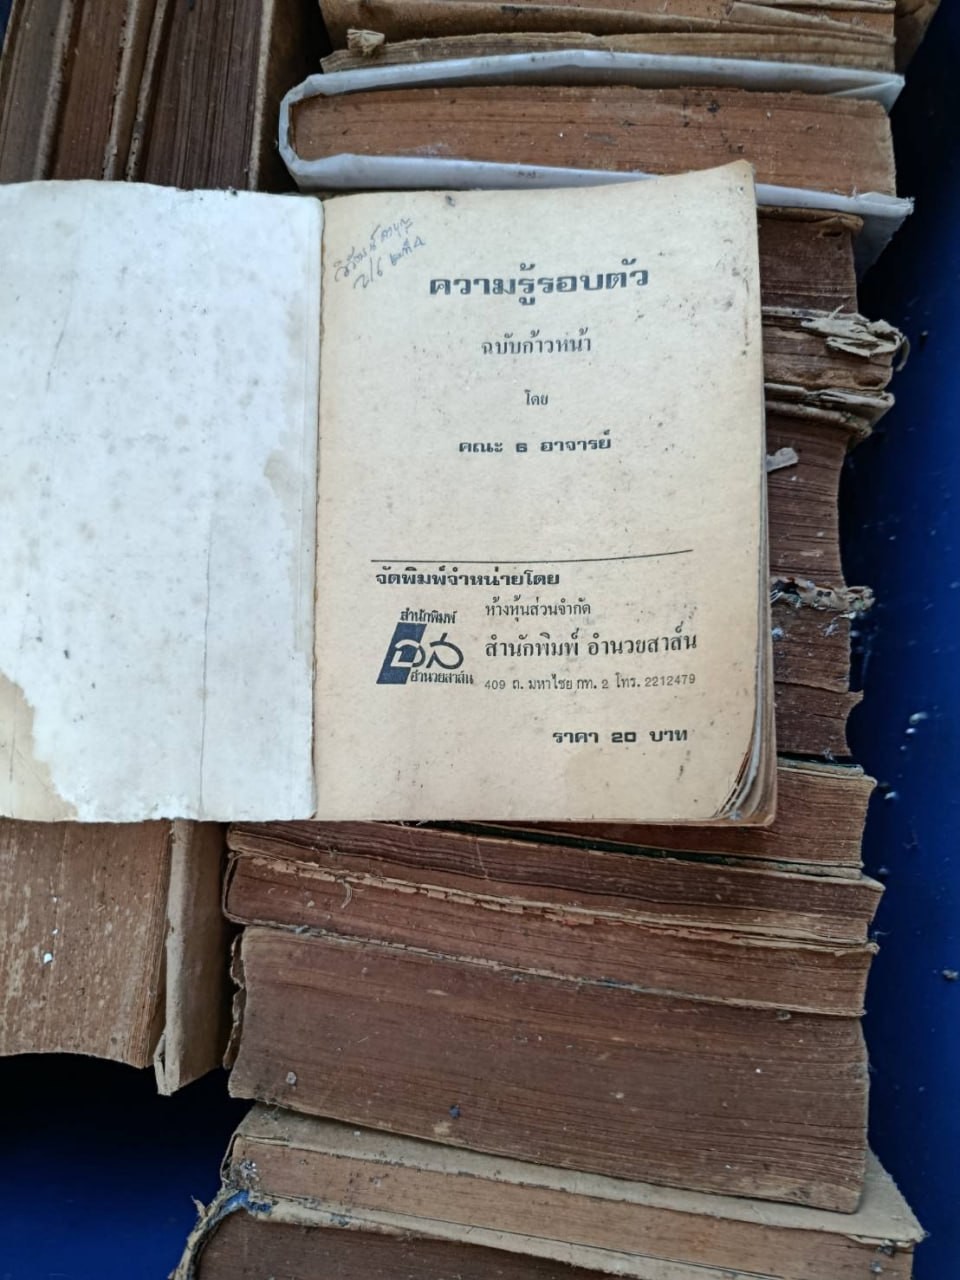 ความรู้รอบตัว
ฉบับก้าวหน้า
โดย
คณะ ๖ อาจารย์
จัดพิมพ์จำหน่ายโดย
สำนักพิมพ์
อส
อำนวยสาส์น
ห้างหุ้นส่วนจำกัด
สำนักพิมพ์ อำนวยสาส์น
409 ถ. มหาไชย กท. 2 โทร. 2212479
ราคา 20 บาท